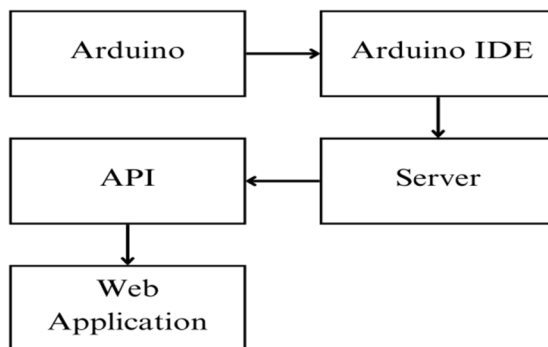 Arduino
Arduino IDE
API
Server
Web
Application